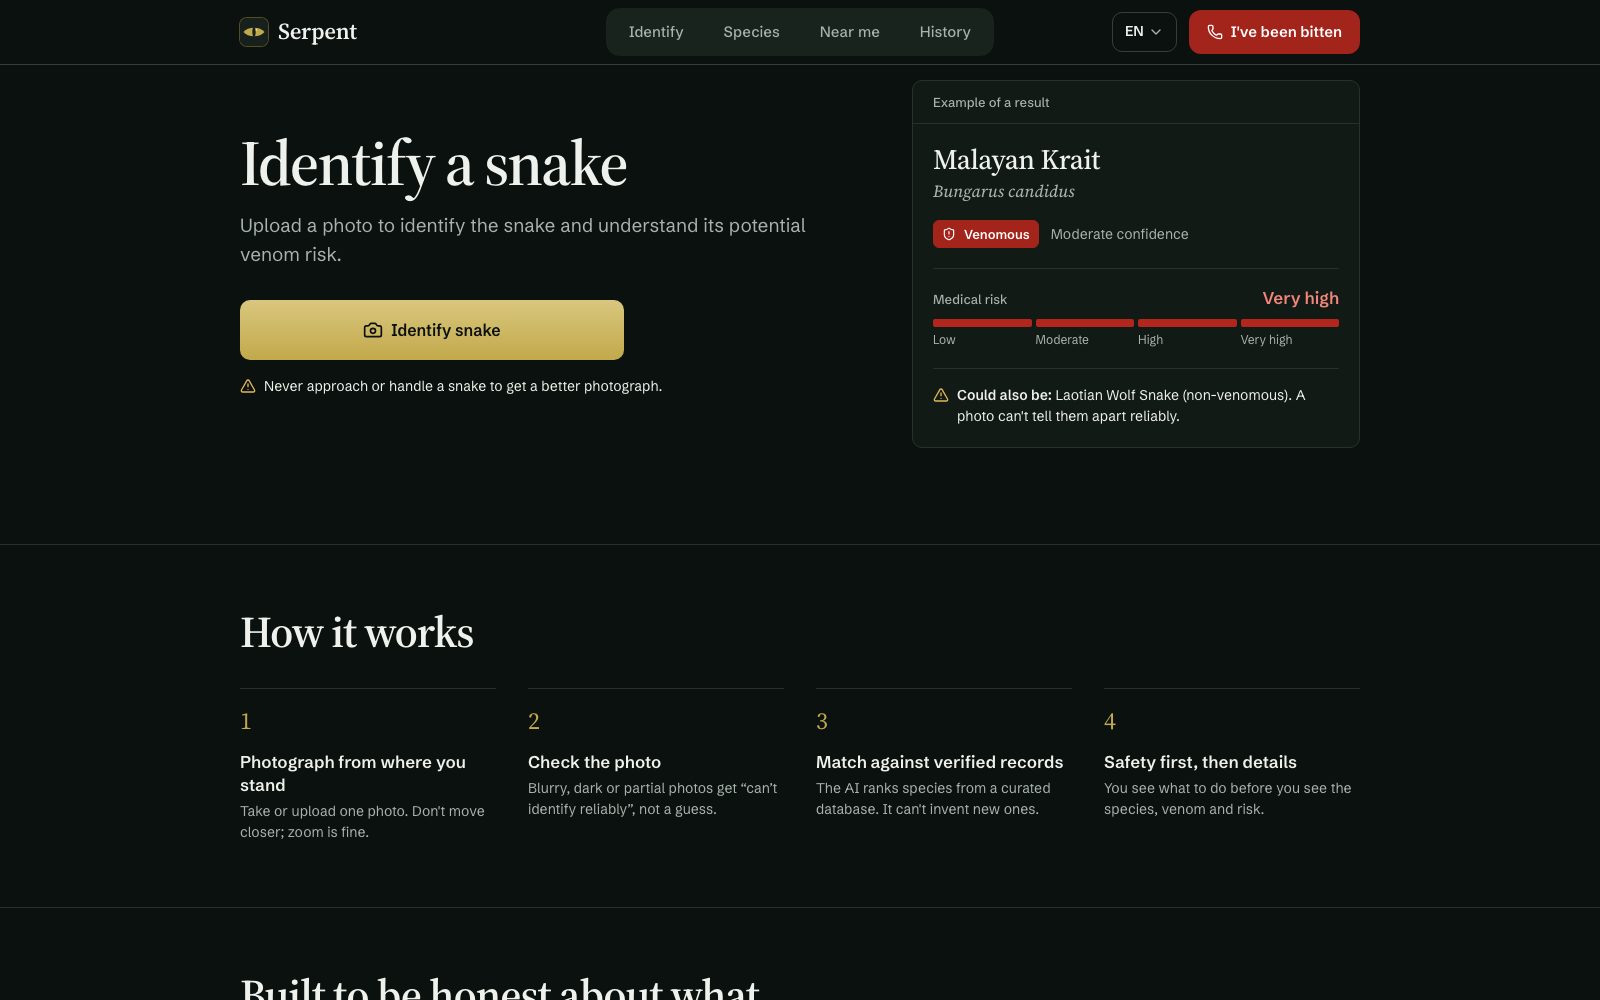 Serpent
Identify
Species
Near me
History
EN
I've been bitten
Identify a snake
Upload a photo to identify the snake and understand its potential
venom risk.
Identify snake
Never approach or handle a snake to get a better photograph.
Example of a result
Malayan Krait
Bungarus candidus
Venomous
Moderate confidence
Medical risk
Very high
Low
Moderate
High
Very high
Could also be: Laotian Wolf Snake (non-venomous). A
photo can't tell them apart reliably.
How it works
1
Photograph from where you
stand
Take or upload one photo. Don't move
closer; zoom is fine.
2
Check the photo
Blurry, dark or partial photos get “can’t
identify reliably”, not a guess.
3
Match against verified records
The AI ranks species from a curated
database. It can't invent new ones.
4
Safety first, then details
You see what to do before you see the
species, venom and risk.
Built to be honest about what